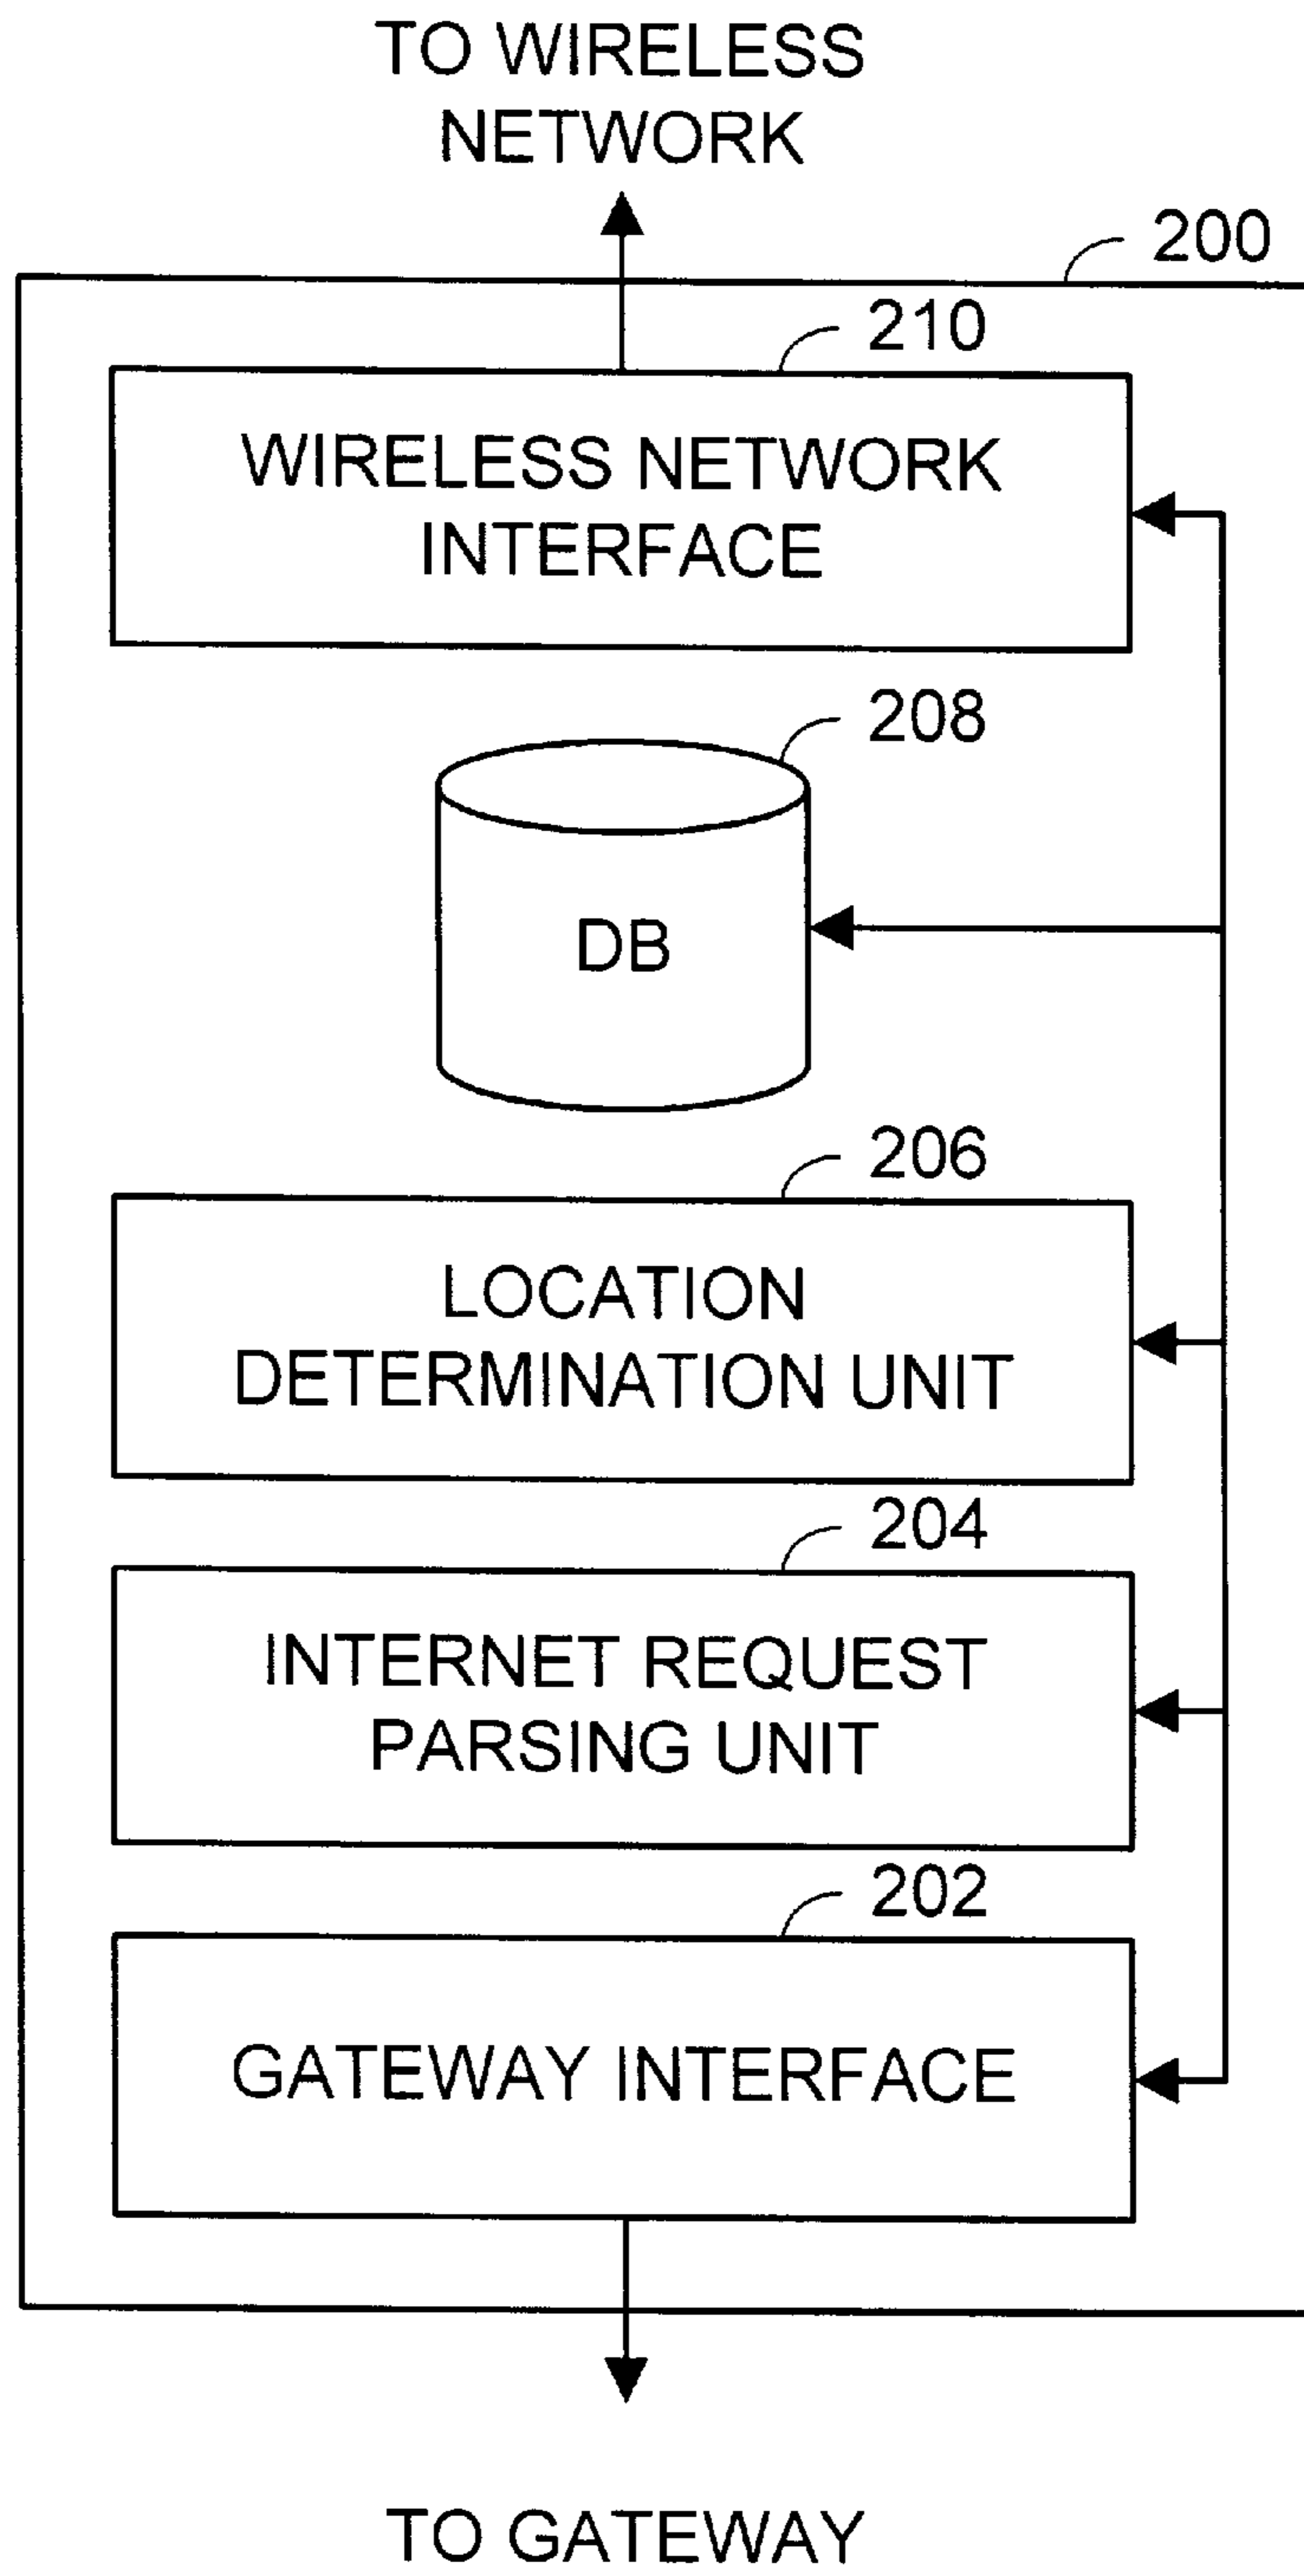 TO WIRELESS
NETWORK
200
210
WIRELESS NETWORK
INTERFACE
208
DB
206
LOCATION
DETERMINATION UNIT
204
INTERNET REQUEST
PARSING UNIT
202
GATEWAY INTERFACE
TO GATEWAY